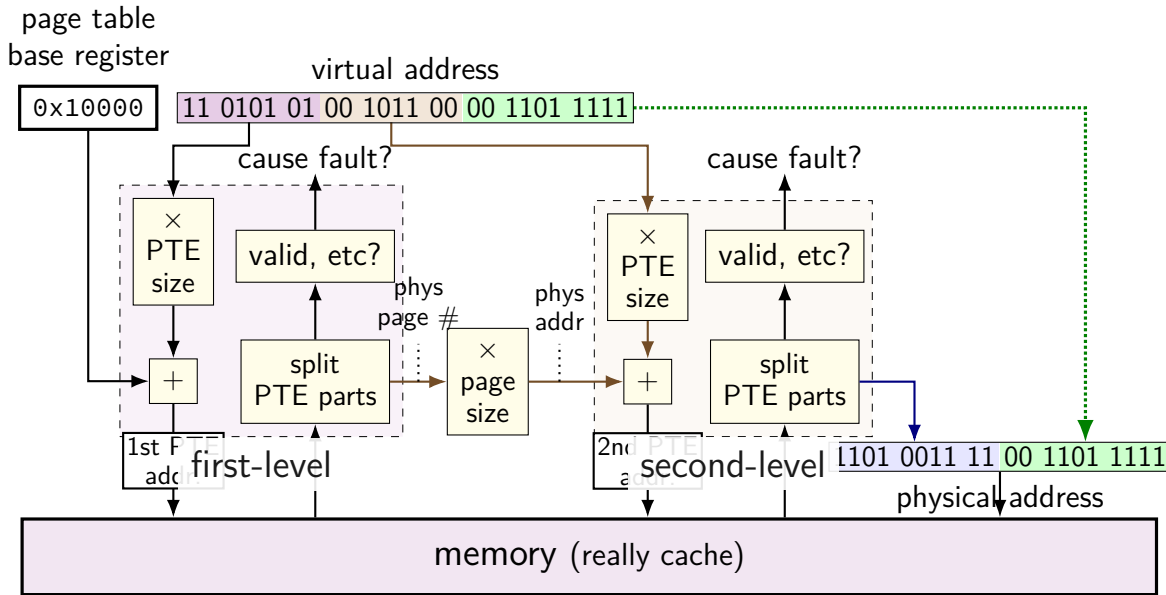 page table
base register
0x10000
virtual address
11 0101 01 00 1011 00 00 1101 1111
cause fault?
cause fault?
×
PTE
size
valid, etc?
×
PTE
size
valid, etc?
phys
page #
phys
addr
+
split
PTE parts
×
page
size
+
split
PTE parts
1st PTE
addr.
first-level
2nd PTE
addr.
second-level
1101 0011 11 00 1101 1111
physical address
memory (really cache)